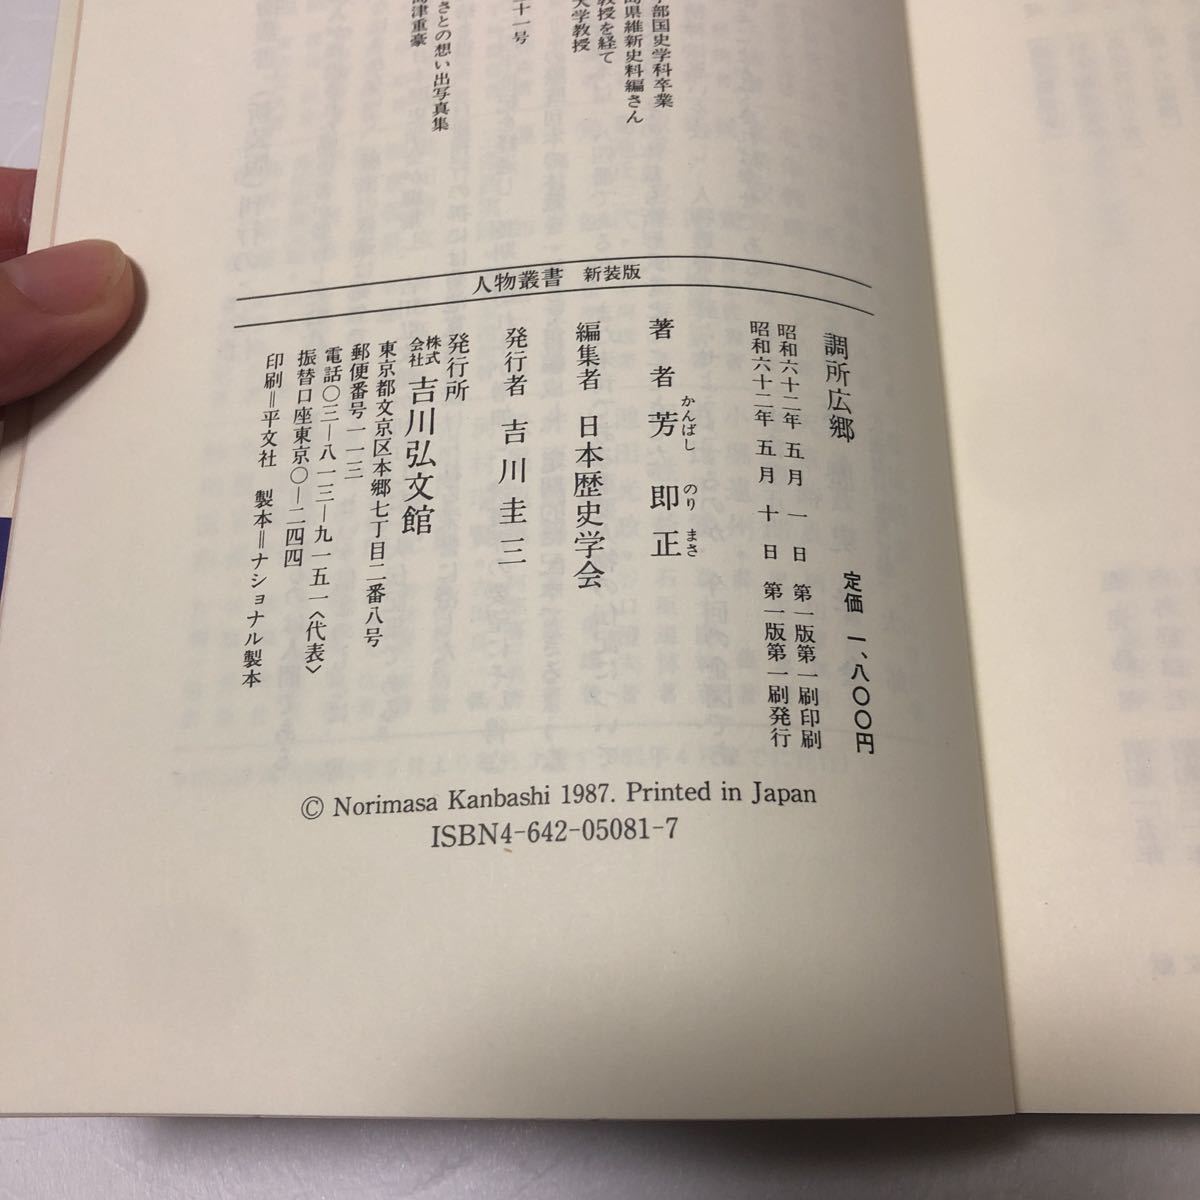 学部国史学科卒業
島県維新史料編さん
教授を経て
大学教授
十一号
さとの想い出写真集
島津重豪
人物叢書 新装版
調所広郷
定価 一、八〇〇円
昭和六十二年 五月 一 日 第一版第一刷印刷
昭和六十二年 五月 十 日 第一版第一刷発行
著者 芳 即正
かんばし のり まさ
編集者 日本歴史学会
発行者 吉川圭三
発行所
株式会社 吉川弘文館
東京都文京区本郷七丁目二番八号
郵便番号一一三
電話〇三―八一三―九一五一〈代表〉
振替口座東京〇―二四四
印刷=平文社 製本=ナショナル製本
© Norimasa Kanbashi 1987. Printed in Japan
ISBN4-642-05081-7